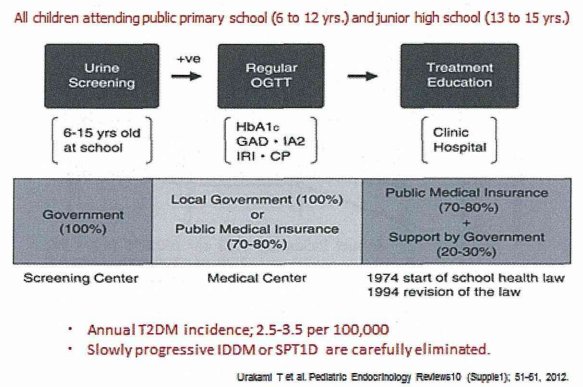 All children attending public primary school (6 to 12 yrs.) and junior high school (13 to 15 yrs.)
Urine
Screening
+ve
Regular
OGTT
Treatment
Education
6-15 yrs old
at school
HbA1c
GAD · IA2
IRI · CP
Clinic
Hospital
Government
(100%)
Local Government (100%)
or
Public Medical Insurance
(70-80%)
Public Medical Insurance
(70-80%)
+
Support by Government
(20-30%)
Screening Center
Medical Center
1974 start of school health law
1994 revision of the law
· Annual T2DM incidence; 2.5-3.5 per 100,000
· Slowly progressive IDDM or SPT1D are carefully eliminated.
Urakami T et al. Pediatric Endocrinology Reviews10 (Supple1); 51-61, 2012.